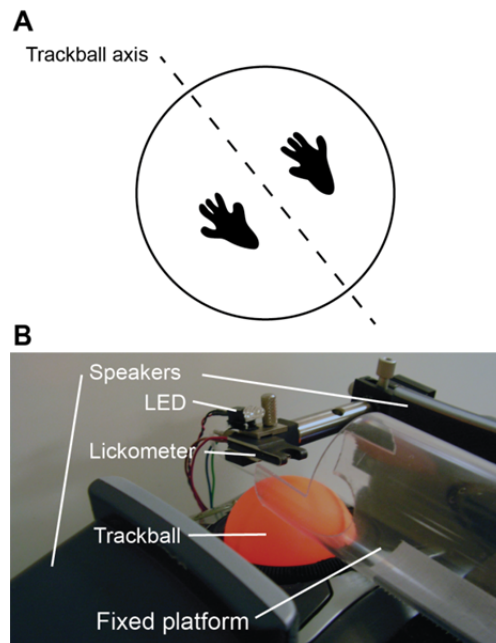 A
Trackball axis
B
Speakers
LED
Lickometer
Trackball
Fixed platform